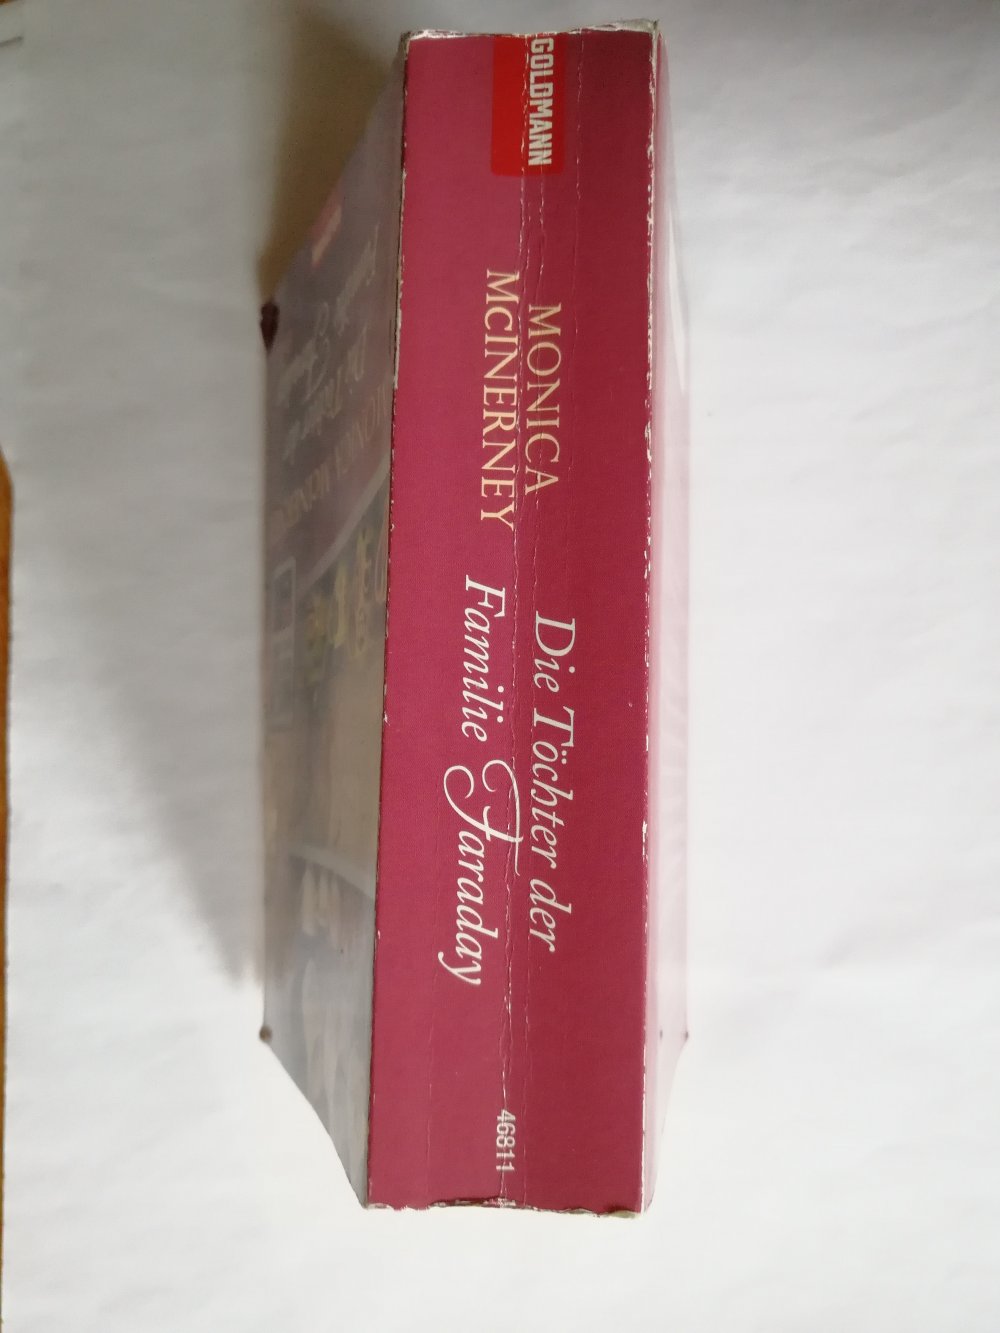 GOLDMANN
MONICA
MCINERNEY
Die Töchter der
Familie Faraday
46811